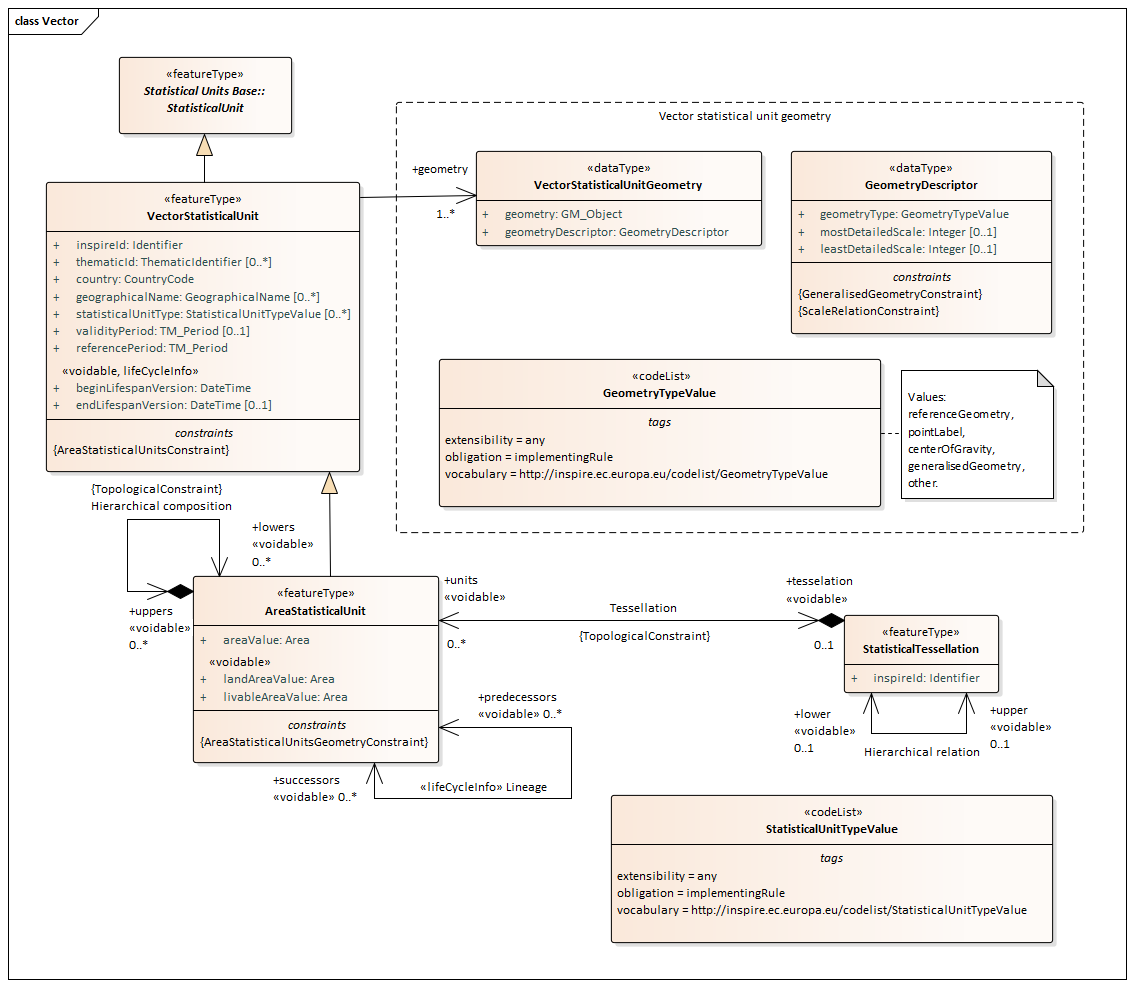 class Vector
«featureType»
Statistical Units Base::
StatisticalUnit
Vector statistical unit geometry
«featureType»
VectorStatisticalUnit
+ inspireId: Identifier
+ thematicId: ThematicIdentifier [0..*]
+ country: CountryCode
+ geographicalName: GeographicalName [0..*]
+ statisticalUnitType: StatisticalUnitTypeValue [0..*]
+ validityPeriod: TM_Period [0..1]
+ referencePeriod: TM_Period
«voidable, lifeCycleInfo»
+ beginLifespanVersion: DateTime
+ endLifespanVersion: DateTime [0..1]
constraints
{AreaStatisticalUnitsConstraint}
+geometry
1..*
«dataType»
VectorStatisticalUnitGeometry
+ geometry: GM_Object
+ geometryDescriptor: GeometryDescriptor
«dataType»
GeometryDescriptor
+ geometryType: GeometryTypeValue
+ mostDetailedScale: Integer [0..1]
+ leastDetailedScale: Integer [0..1]
constraints
{GeneralisedGeometryConstraint}
{ScaleRelationConstraint}
«codeList»
GeometryTypeValue
tags
extensibility = any
obligation = implementingRule
vocabulary = http://inspire.ec.europa.eu/codelist/GeometryTypeValue
Values:
referenceGeometry,
pointLabel,
centerOfGravity,
generalisedGeometry,
other.
{TopologicalConstraint}
Hierarchical composition
+lowers
«voidable»
0..*
+uppers
«voidable»
0..*
«featureType»
AreaStatisticalUnit
+ areaValue: Area
«voidable»
+ landAreaValue: Area
+ livableAreaValue: Area
constraints
{AreaStatisticalUnitsGeometryConstraint}
+units
«voidable»
0..*
Tessellation
{TopologicalConstraint}
+tesselation
«voidable»
0..1
«featureType»
StatisticalTessellation
+ inspireId: Identifier
+lower
«voidable»
0..1
+upper
«voidable»
0..1
Hierarchical relation
+predecessors
«voidable» 0..*
+successors
«voidable» 0..*
«lifeCycleInfo» Lineage
«codeList»
StatisticalUnitTypeValue
tags
extensibility = any
obligation = implementingRule
vocabulary = http://inspire.ec.europa.eu/codelist/StatisticalUnitTypeValue